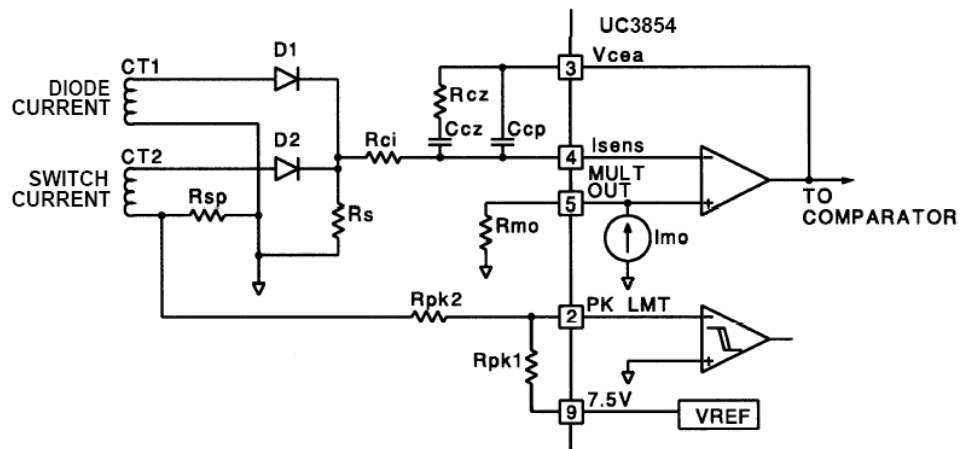 UC3854
D1
CT1
DIODE
CURRENT
3
Vcea
Rcz
Ccz
Ccp
D2
Rci
4
Isens
CT2
MULT
OUT
SWITCH
CURRENT
Rsp
Rs
5
Rmo
Imo
TO
COMPARATOR
Rpk2
2
PK LMT
Rpk1
9
7.5V
VREF
−
+
−
+